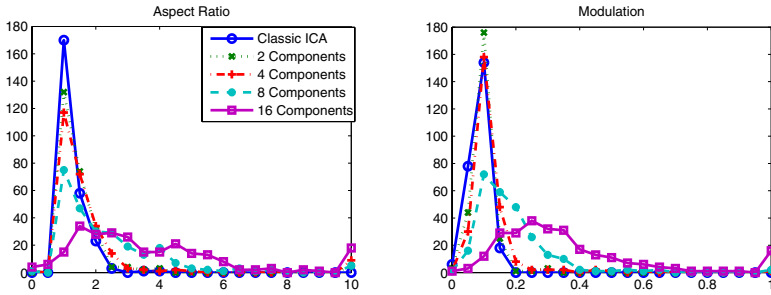 Aspect Ratio
180
160
140
120
100
80
60
40
20
0
0 2 4 6 8 10
Classic ICA
2 Components
4 Components
8 Components
16 Components
Modulation
180
160
140
120
100
80
60
40
20
0
0 0.2 0.4 0.6 0.8